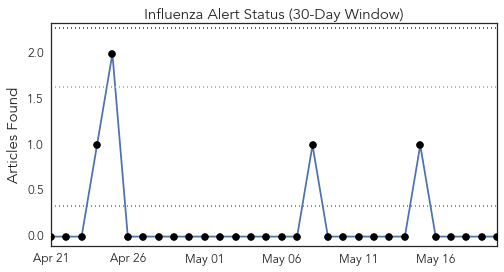 Influenza Alert Status (30-Day Window)
Articles Found
2.0
1.5
1.0
0.5
0.0
Apr 21
Apr 26
May 01
May 06
May 11
May 16